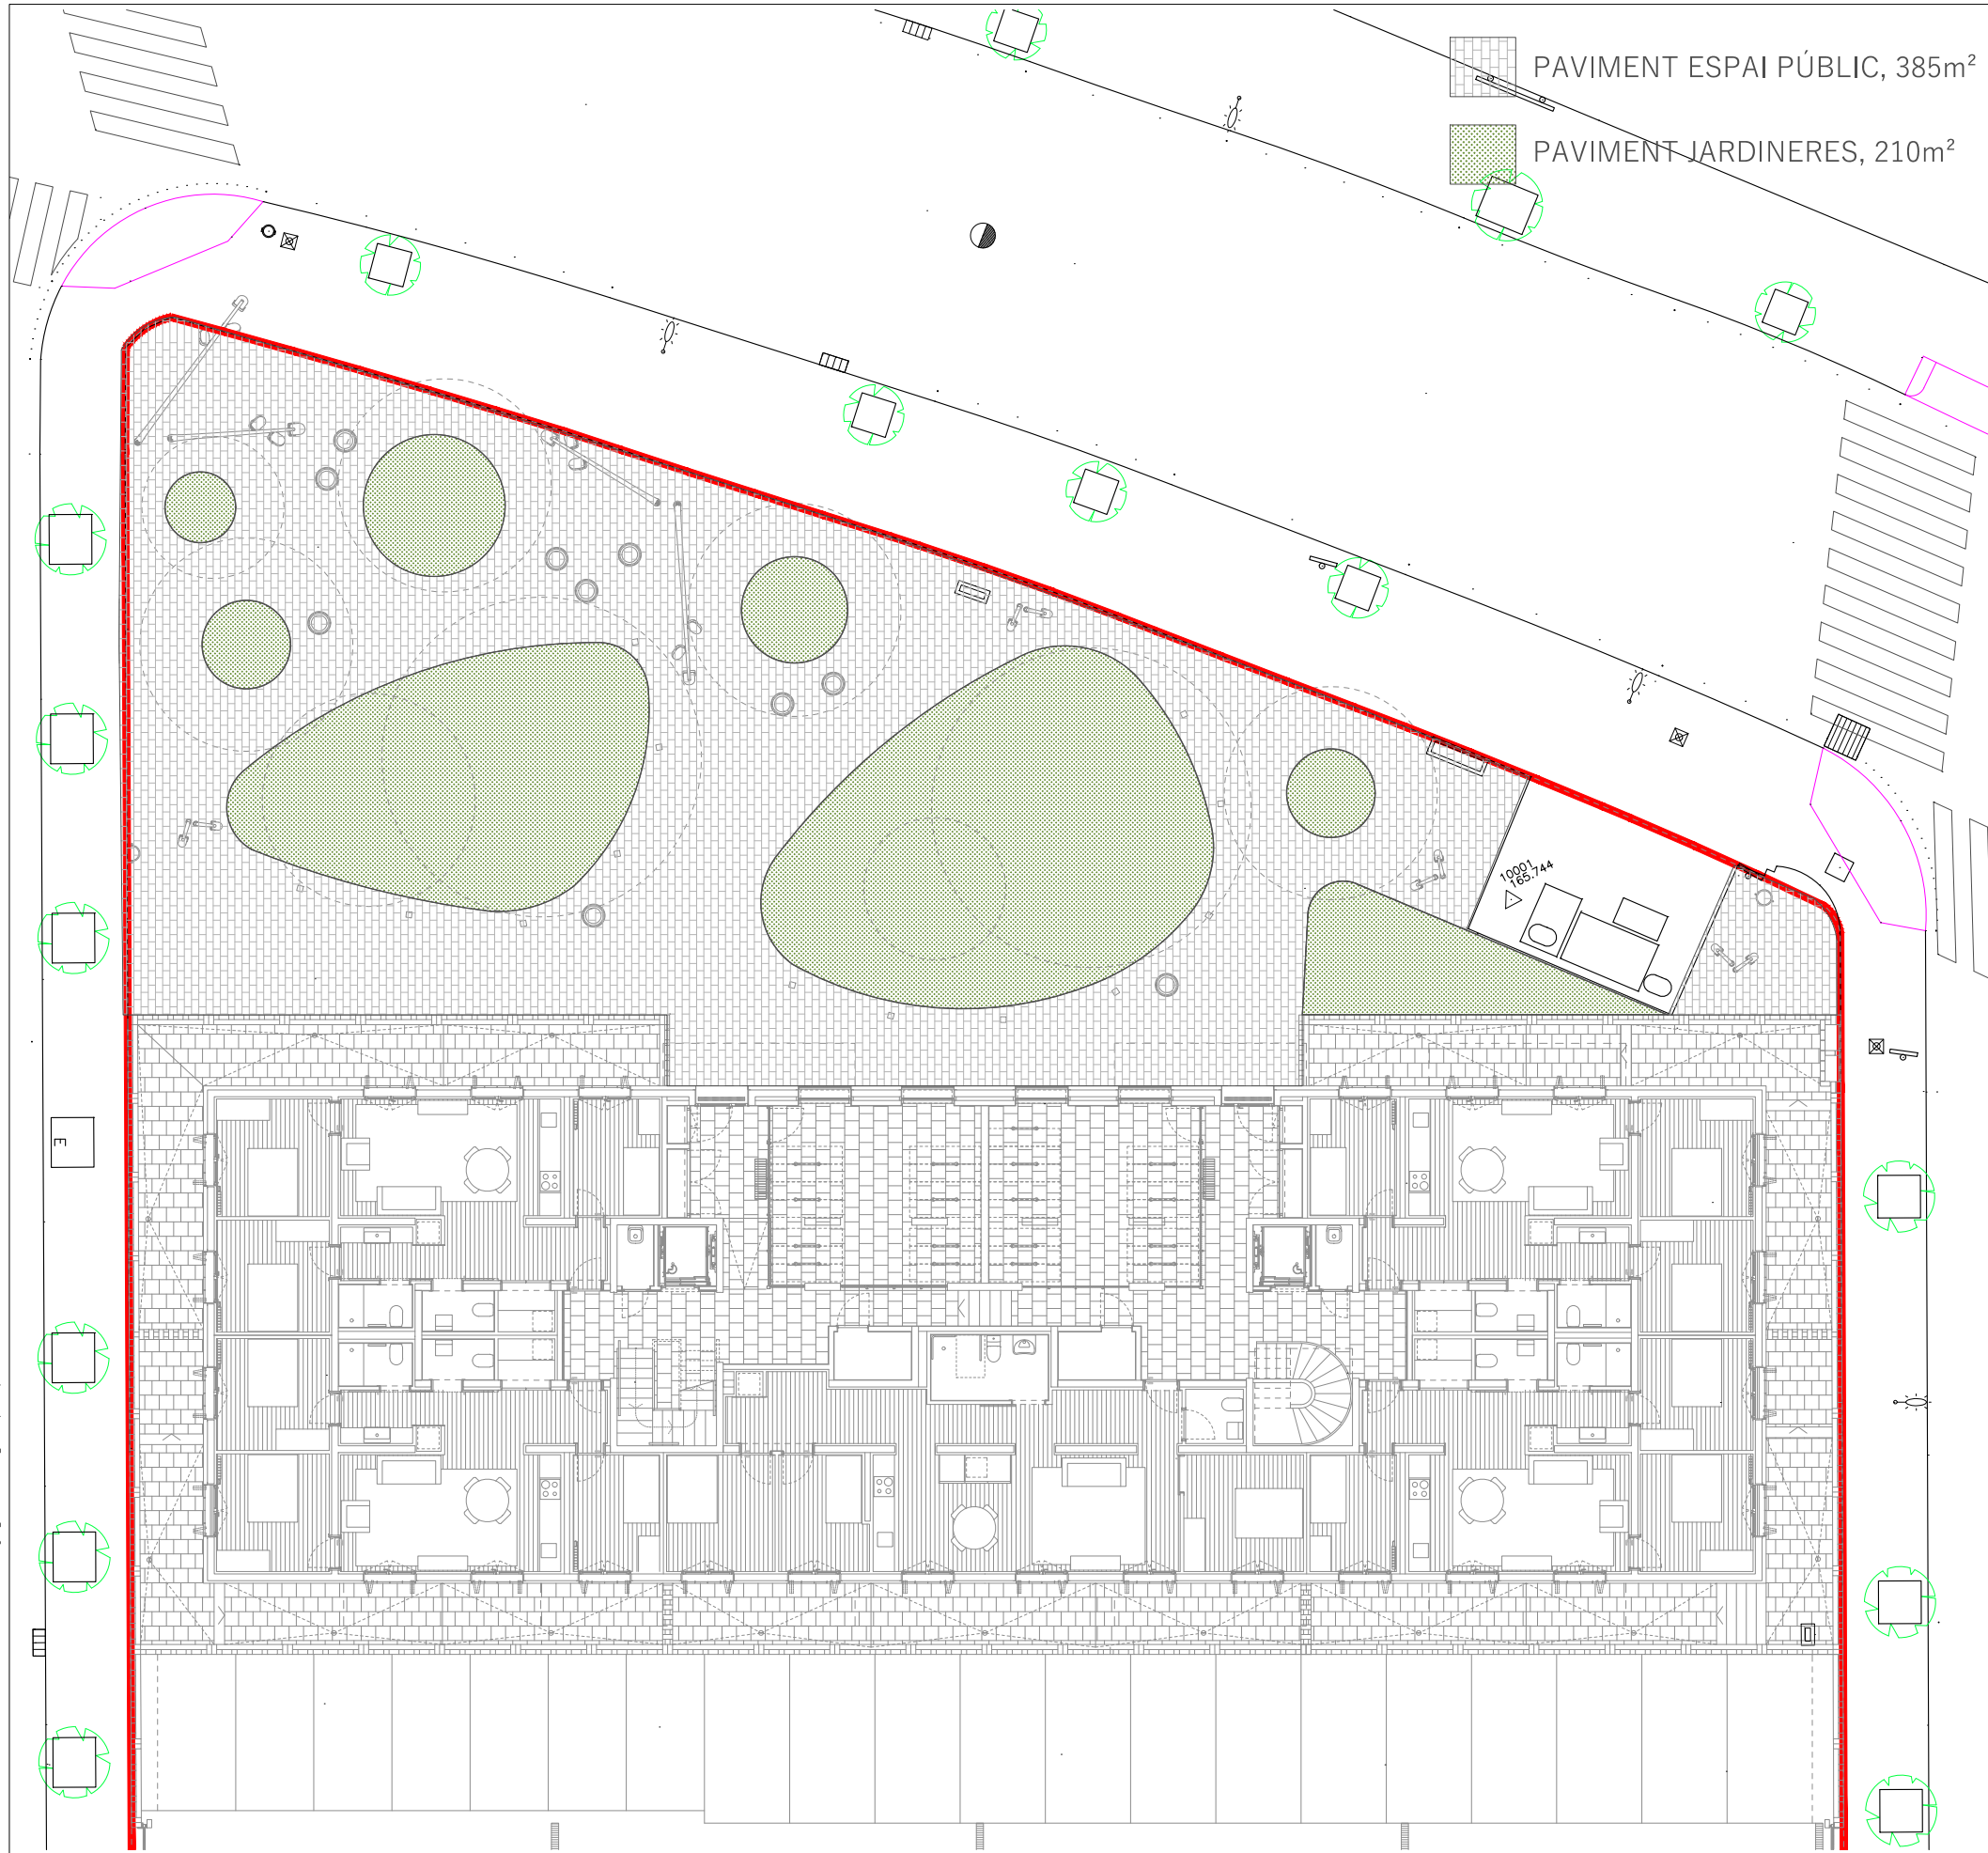 PAVIMENT ESPAI PÚBLIC, 385m²
PAVIMENT JARDINERES, 210m²
10001
165.744
E